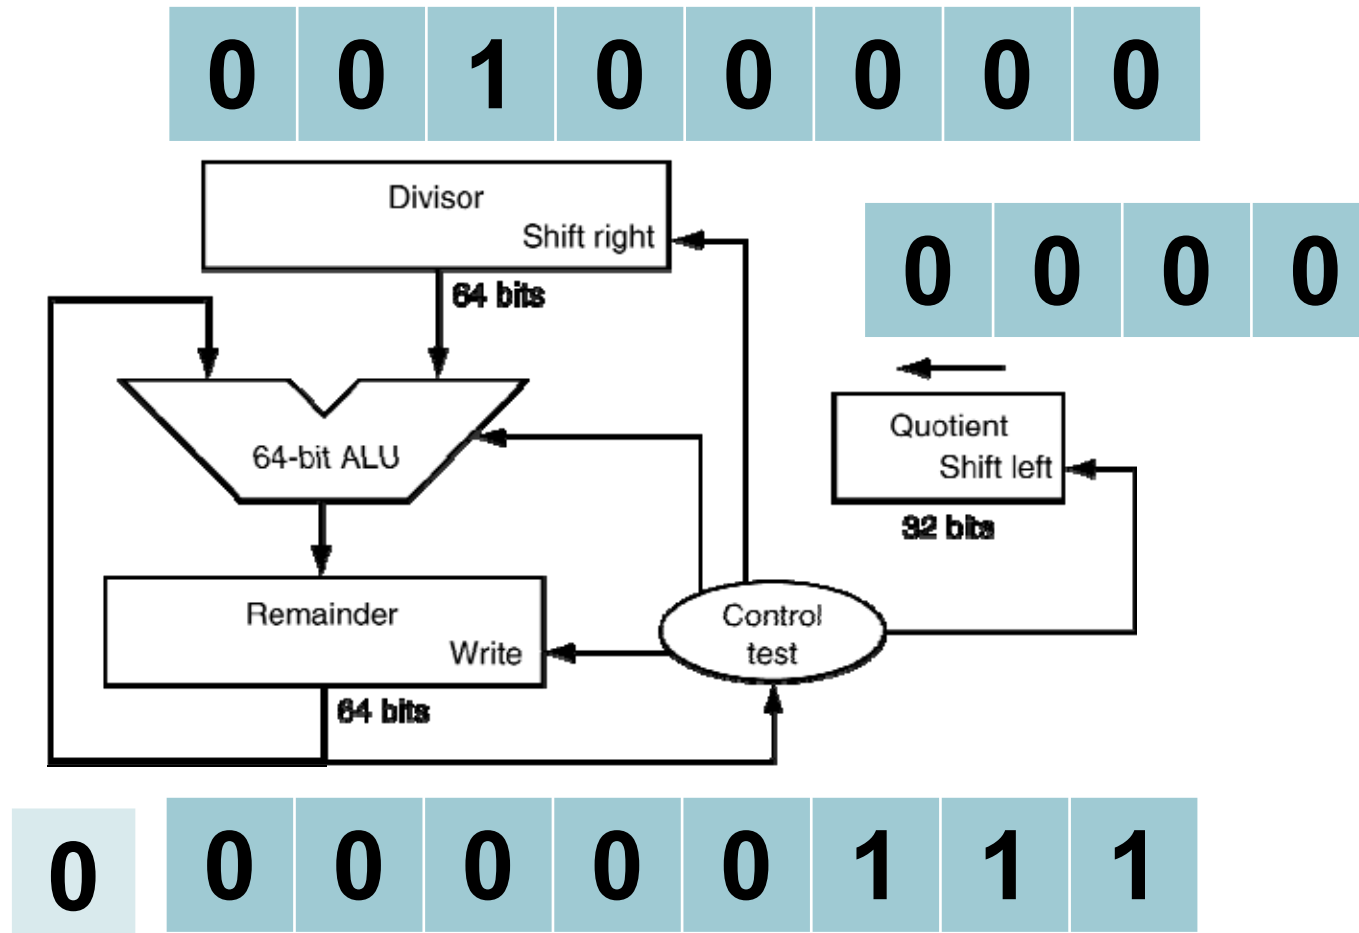 0 0 1 0 0 0 0 0
Divisor
Shift right
64 bits
0 0 0 0
64-bit ALU
Quotient
Shift left
32 bits
Remainder
Write
Control
test
64 bits
0 0 0 0 0 0 1 1 1